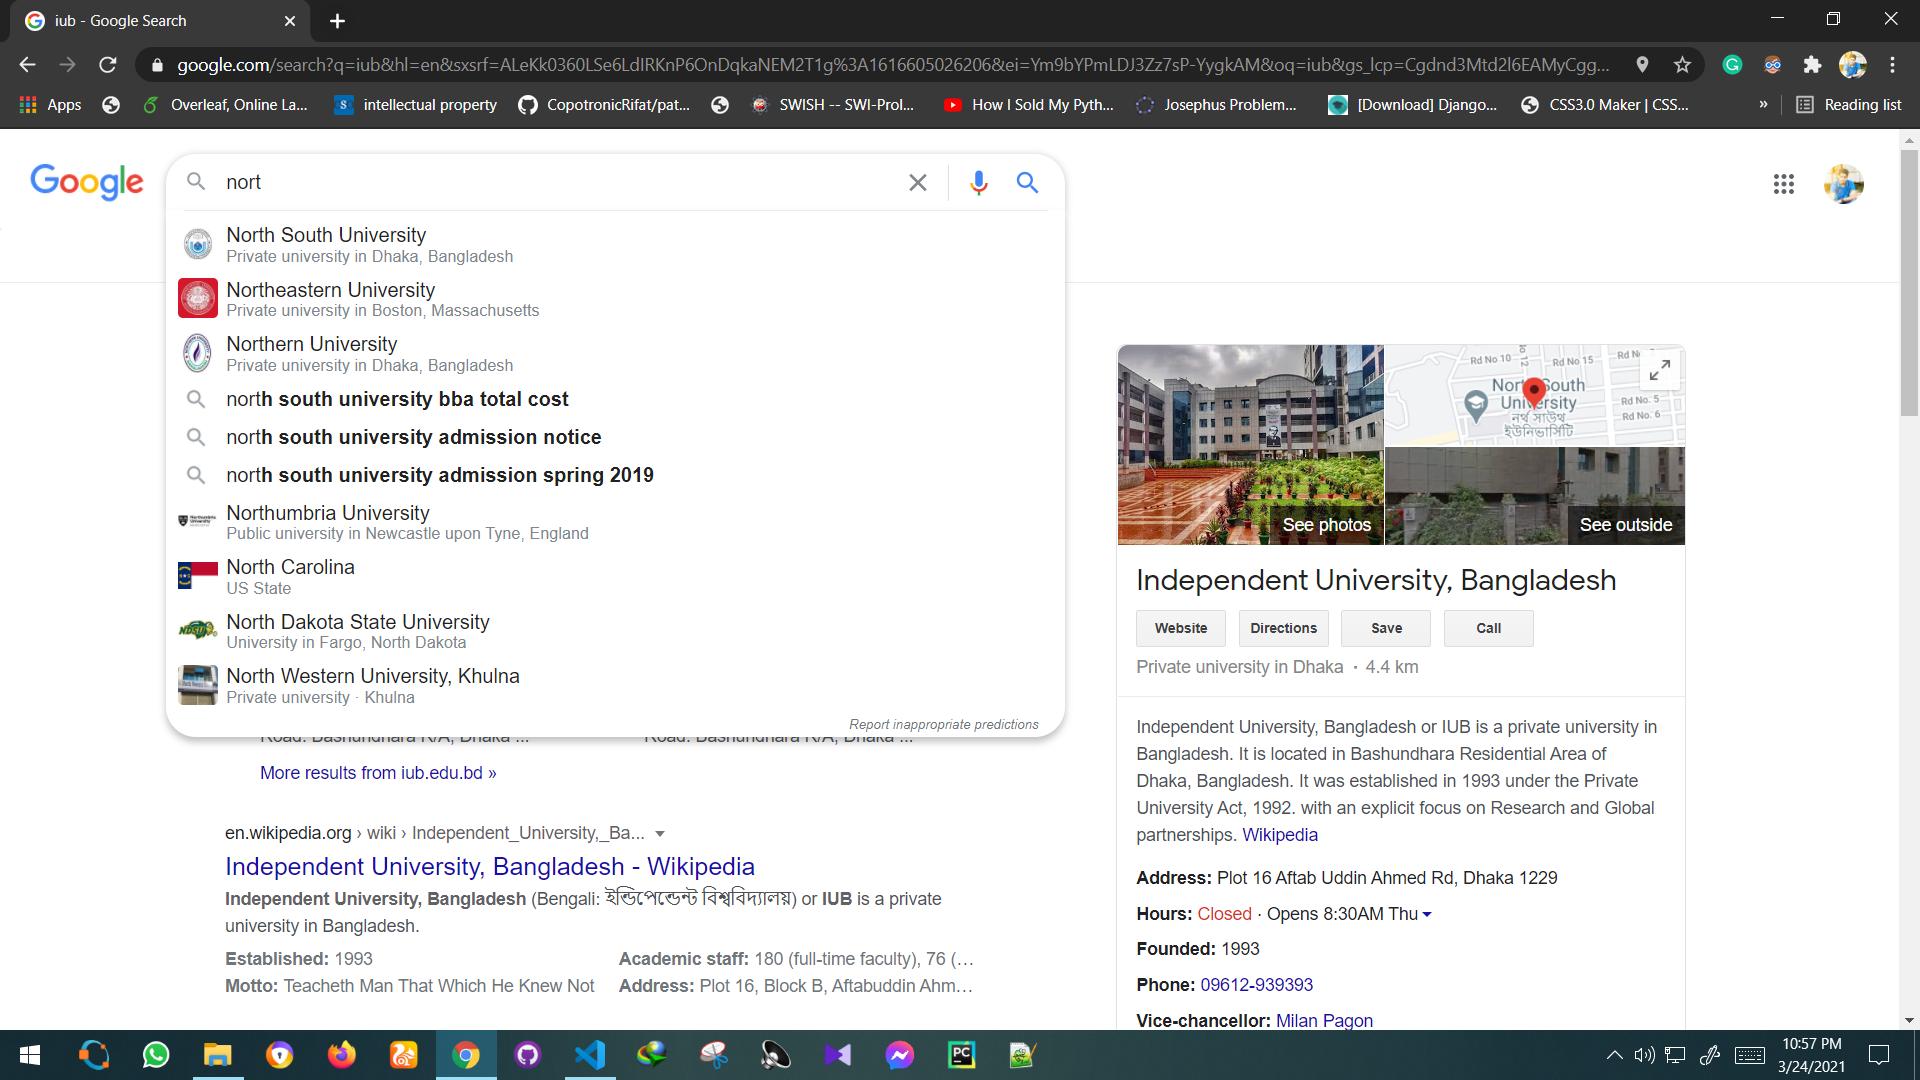 iub - Google Search
google.com/search?q=iub&hl=en&sxsrf=ALeKk0360LSe6LdIRKnP6OnDqkaNEM2T1g%3A1616605026206&ei=Ym9bYPmLDJ3Zz7sP-YygkAM&oq=iub&gs_lcp=Cgdnd3Mtd2l6EAMyCgg...
Apps
Overleaf, Online La...
intellectual property
CopotronicRifat/pat...
SWISH -- SWI-Prol...
How I Sold My Pyth...
Josephus Problem...
[Download] Django...
CSS3.0 Maker | CSS...
»
Reading list
Google
nort
North South University
Private university in Dhaka, Bangladesh
Northeastern University
Private university in Boston, Massachusetts
Northern University
Private university in Dhaka, Bangladesh
north south university bba total cost
north south university admission notice
north south university admission spring 2019
Northumbria University
Public university in Newcastle upon Tyne, England
North Carolina
US State
North Dakota State University
University in Fargo, North Dakota
North Western University, Khulna
Private university · Khulna
Report inappropriate predictions
Road. Bashundhara R/A, Dhaka ...
Road. Bashundhara R/A, Dhaka ...
More results from iub.edu.bd »
en.wikipedia.org › wiki › Independent_University,_Ba...
Independent University, Bangladesh - Wikipedia
Independent University, Bangladesh (Bengali: ইন্ডিপেন্ডেন্ট বিশ্ববিদ্যালয়) or IUB is a private
university in Bangladesh.
Established: 1993
Academic staff: 180 (full-time faculty), 76 (…
Motto: Teacheth Man That Which He Knew Not
Address: Plot 16, Block B, Aftabuddin Ahm…
Rd No 10
Rd No 15
Rd No. 5
Rd No. 6
North South
University
নর্থ সাউথ
ইউনিভার্সিটি
See photos
See outside
Independent University, Bangladesh
Website
Directions
Save
Call
Private university in Dhaka · 4.4 km
Independent University, Bangladesh or IUB is a private university in
Bangladesh. It is located in Bashundhara Residential Area of
Dhaka, Bangladesh. It was established in 1993 under the Private
University Act, 1992. with an explicit focus on Research and Global
partnerships. Wikipedia
Address: Plot 16 Aftab Uddin Ahmed Rd, Dhaka 1229
Hours: Closed · Opens 8:30AM Thu
Founded: 1993
Phone: 09612-939393
Vice-chancellor: Milan Pagon
10:57 PM
3/24/2021